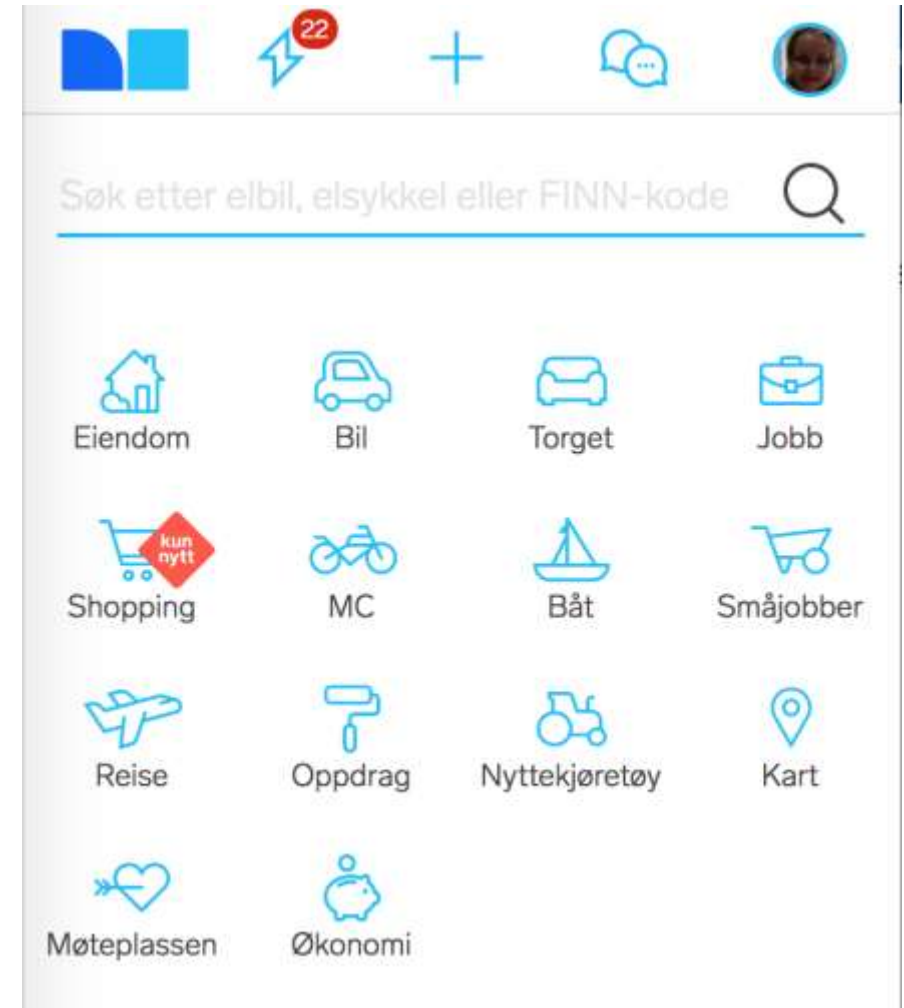 22
Søk etter elbil, elsykkel eller FINN-kode
Eiendom
Bil
Torget
Jobb
kun
nytt
Shopping
MC
Båt
Småjobber
Reise
Oppdrag
Nyttekjøretøy
Kart
Møteplassen
Økonomi